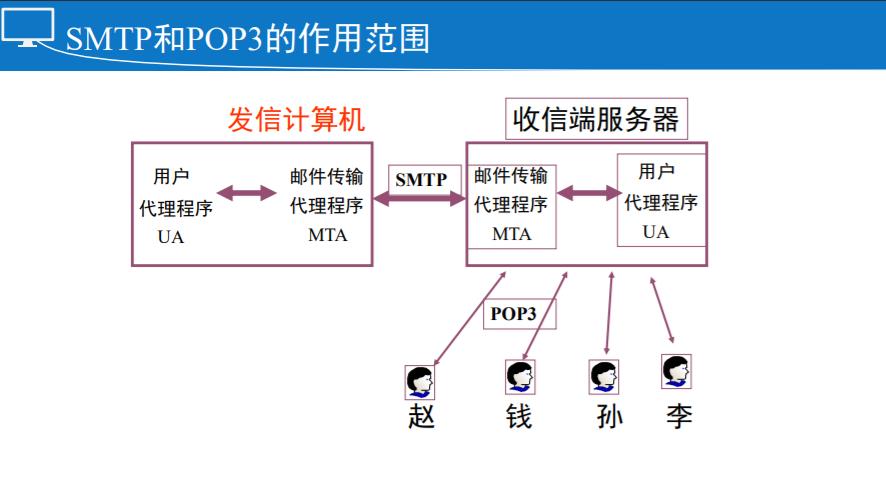 SMTP和POP3的作用范围
发信计算机
收信端服务器
用户
代理程序
UA
邮件传输
代理程序
MTA
SMTP
邮件传输
代理程序
MTA
用户
代理程序
UA
POP3
赵
钱
孙
李